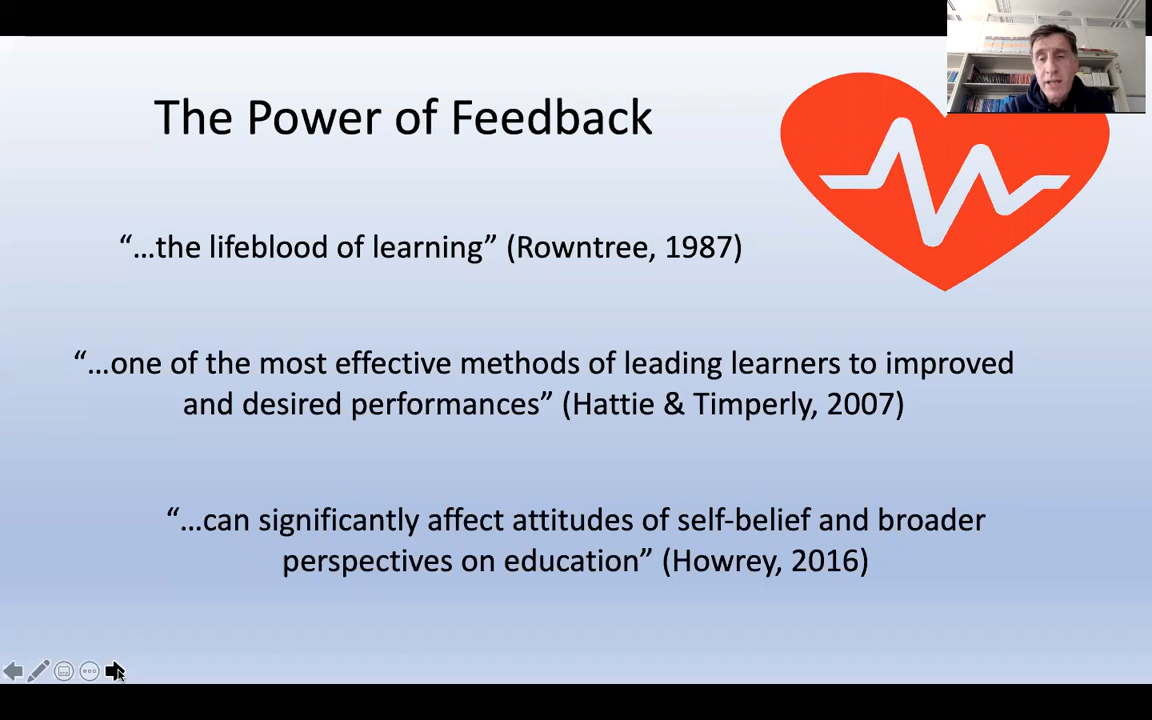 The Power of Feedback
“…the lifeblood of learning” (Rowntree, 1987)
“…one of the most effective methods of leading learners to improved
and desired performances” (Hattie & Timperly, 2007)
“…can significantly affect attitudes of self-belief and broader
perspectives on education” (Howrey, 2016)